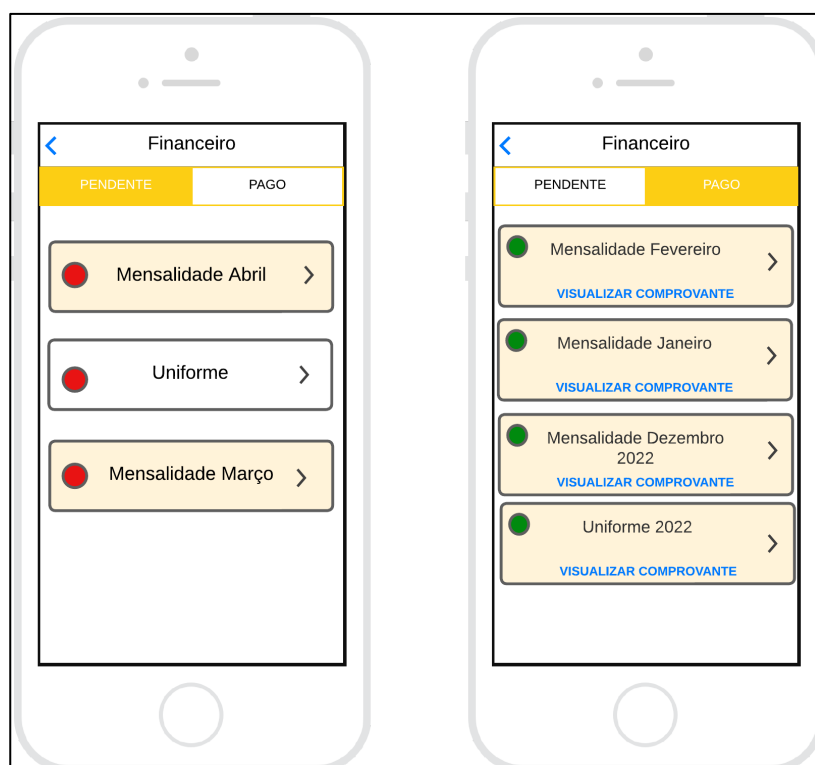 Financeiro
PENDENTE
PAGO
Mensalidade Abril
Uniforme
Mensalidade Março
Financeiro
PENDENTE
PAGO
Mensalidade Fevereiro
VISUALIZAR COMPROVANTE
Mensalidade Janeiro
VISUALIZAR COMPROVANTE
Mensalidade Dezembro
2022
VISUALIZAR COMPROVANTE
Uniforme 2022
VISUALIZAR COMPROVANTE